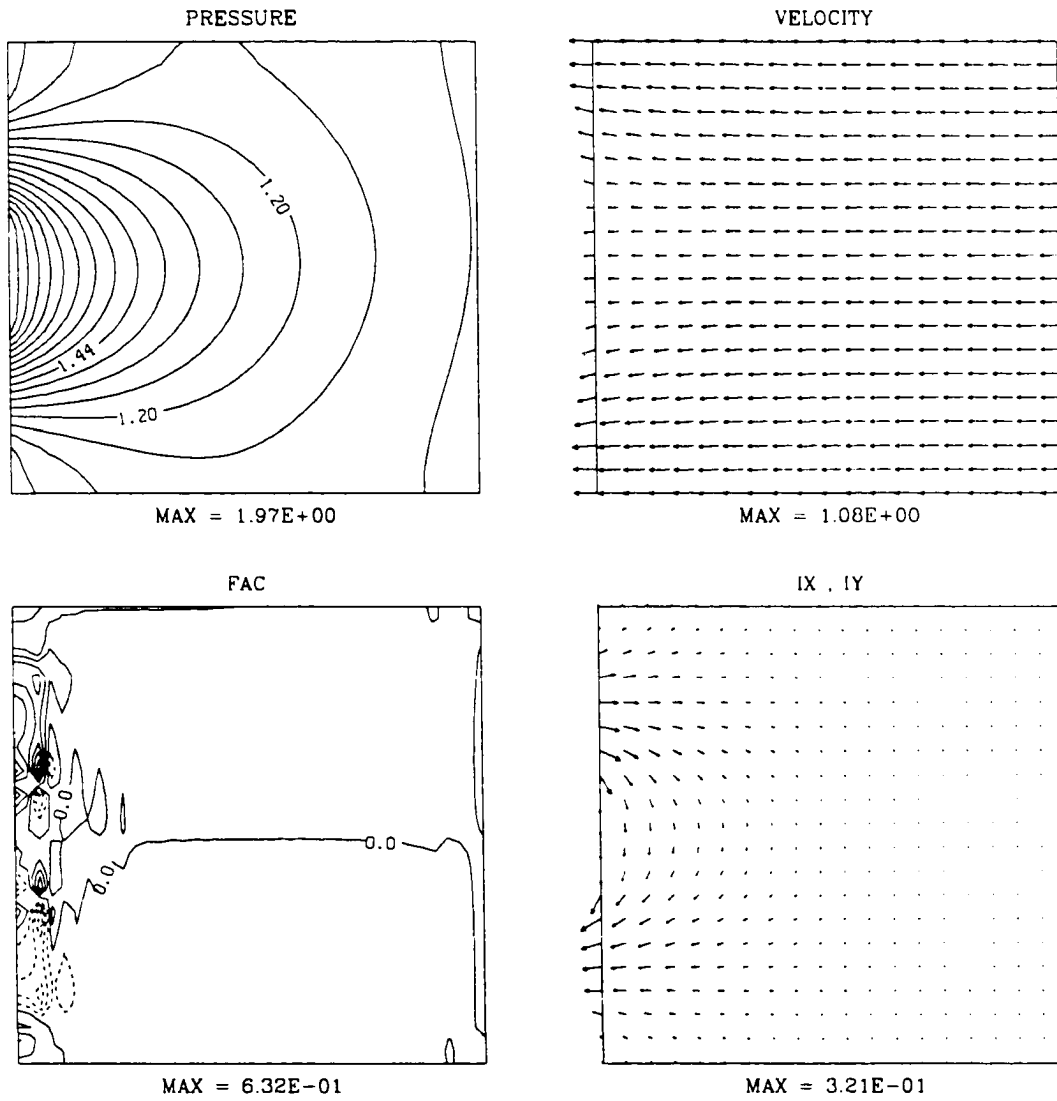 PRESSURE
1.20
1.44
1.20
MAX = 1.97E+00
VELOCITY
MAX = 1.08E+00
FAC
0.0
0.0
0.0
MAX = 6.32E-01
IX , IY
MAX = 3.21E-01